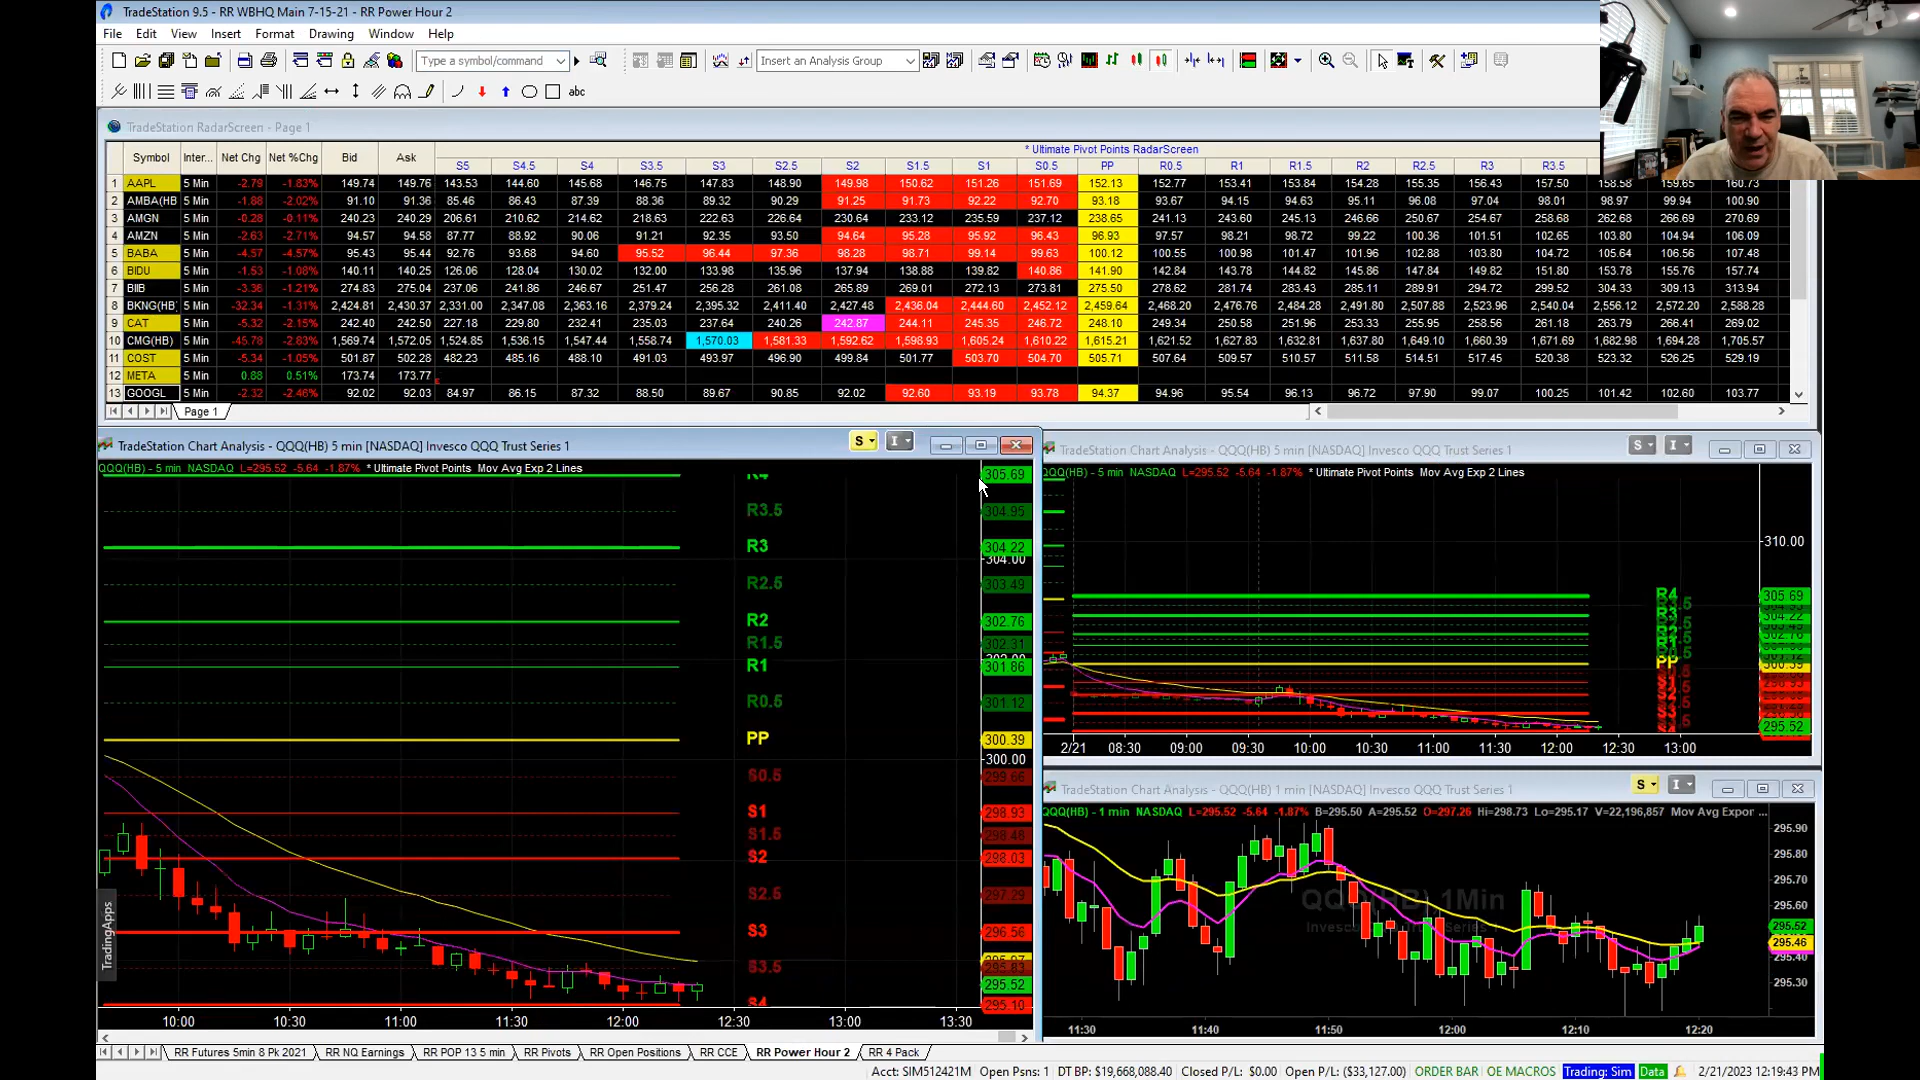 TradeStation 9.5 - RR WBHQ Main 7-15-21 - RR Power Hour 2
File Edit View Insert Format Drawing Window Help
Type a symbol/command Insert an Analysis Group
abc
TradeStation RadarScreen - Page 1
* Ultimate Pivot Points RadarScreen
Symbol Inter... Net Chg Net %Chg Bid Ask S5 S4.5 S4 S3.5 S3 S2.5 S2 S1.5 S1 S0.5 PP R0.5 R1 R1.5 R2 R2.5 R3 R3.5
1 AAPL 5 Min -2.79 -1.83% 149.74 149.76 143.53 144.60 145.68 146.75 147.83 148.90 149.98 150.62 151.26 151.69 152.13 152.77 153.41 153.84 154.28 155.35 156.43 157.50 158.58 159.65 160.73
2 AMBA(HB) 5 Min -1.88 -2.02% 91.10 91.36 85.46 86.43 87.39 88.36 89.32 90.29 91.25 91.73 92.22 92.70 93.18 93.67 94.15 94.63 95.11 96.08 97.04 98.01 98.97 99.94 100.90
3 AMGN 5 Min -0.28 -0.11% 240.23 240.29 206.61 210.62 214.62 218.63 222.63 226.64 230.64 233.12 235.59 237.12 238.65 241.13 243.60 245.13 246.66 250.67 254.67 258.68 262.68 266.69 270.69
4 AMZN 5 Min -2.63 -2.71% 94.57 94.58 87.77 88.92 90.06 91.21 92.35 93.50 94.64 95.28 95.92 96.43 96.93 97.57 98.21 98.72 99.22 100.36 101.51 102.65 103.80 104.94 106.09
5 BABA 5 Min -4.57 -4.57% 95.43 95.44 92.76 93.68 94.60 95.52 96.44 97.36 98.28 98.71 99.14 99.63 100.12 100.55 100.98 101.47 101.96 102.88 103.80 104.72 105.64 106.56 107.48
6 BIDU 5 Min -1.53 -1.08% 140.11 140.25 126.06 128.04 130.02 132.00 133.98 135.96 137.94 138.88 139.82 140.86 141.90 142.84 143.78 144.82 145.86 147.84 149.82 151.80 153.78 155.76 157.74
7 BIIB 5 Min -3.36 -1.21% 274.83 275.04 237.06 241.86 246.67 251.47 256.28 261.08 265.89 269.01 272.13 273.81 275.50 278.62 281.74 283.43 285.11 289.91 294.72 299.52 304.33 309.13 313.94
8 BKNG(HB) 5 Min -32.34 -1.31% 2,424.81 2,430.37 2,331.00 2,347.08 2,363.16 2,379.24 2,395.32 2,411.40 2,427.48 2,436.04 2,444.60 2,452.12 2,459.64 2,468.20 2,476.76 2,484.28 2,491.80 2,507.88 2,523.96 2,540.04 2,556.12 2,572.20 2,588.28
9 CAT 5 Min -5.32 -2.15% 242.40 242.50 227.18 229.80 232.41 235.03 237.64 240.26 242.87 244.11 245.35 246.72 248.10 249.34 250.58 251.96 253.33 255.95 258.56 261.18 263.79 266.41 269.02
10 CMG(HB) 5 Min -45.78 -2.83% 1,569.74 1,572.05 1,524.85 1,536.15 1,547.44 1,558.74 1,570.03 1,581.33 1,592.62 1,598.93 1,605.24 1,610.22 1,615.21 1,621.52 1,627.83 1,632.81 1,637.80 1,649.10 1,660.39 1,671.69 1,682.98 1,694.28 1,705.57
11 COST 5 Min -5.34 -1.05% 501.87 502.28 482.23 485.16 488.10 491.03 493.97 496.90 499.84 501.77 503.70 504.70 505.71 507.64 509.57 510.57 511.58 514.51 517.45 520.38 523.32 526.25 529.19
12 META 5 Min 0.88 0.51% 173.74 173.77
13 GOOGL 5 Min -2.32 -2.46% 92.02 92.03 84.97 86.15 87.32 88.50 89.67 90.85 92.02 92.60 93.19 93.78 94.37 94.96 95.54 96.13 96.72 97.90 99.07 100.25 101.42 102.60 103.77
Page 1
TradeStation Chart Analysis - QQQ(HB) 5 min [NASDAQ] Invesco QQQ Trust Series 1
S I
QQQ(HB) - 5 min NASDAQ L=295.52 -5.64 -1.87% * Ultimate Pivot Points Mov Avg Exp 2 Lines
R4 305.69
R3.5 304.95
R3 304.22
304.00
R2.5 303.49
R2 302.76
R1.5 302.31
R1 301.86
R0.5 301.12
PP 300.39
300.00
S0.5 299.66
S1 298.93
S1.5 298.48
S2 298.03
S2.5 297.29
S3 296.56
S3.5 295.83
295.52
S4 295.10
TradingApps
10:00 10:30 11:00 11:30 12:00 12:30 13:00 13:30
TradeStation Chart Analysis - QQQ(HB) 5 min [NASDAQ] Invesco QQQ Trust Series 1
S I
QQQ(HB) - 5 min NASDAQ L=295.52 -5.64 -1.87% * Ultimate Pivot Points Mov Avg Exp 2 Lines
310.00
R4 305.69
R3 304.22
PP
S1
S3
295.52
2/21 08:30 09:00 09:30 10:00 10:30 11:00 11:30 12:00 12:30 13:00
TradeStation Chart Analysis - QQQ(HB) 1 min [NASDAQ] Invesco QQQ Trust Series 1
S I
QQQ(HB) - 1 min NASDAQ L=295.52 -5.64 -1.87% B=295.50 A=295.52 O=297.26 Hi=298.73 Lo=295.17 V=22,196,857 Mov Avg Expor ...
295.90
295.80
295.70
295.60
295.52
295.46
295.40
295.30
QQQ(HB) 1Min
Invesco QQQ Trust Series 1
11:30 11:40 11:50 12:00 12:10 12:20
RR Futures 5min 8 Pk 2021 RR NQ Earnings RR POP 13 5 min RR Pivots RR Open Positions RR CCE RR Power Hour 2 RR 4 Pack
Acct: SIM512421M Open Psns: 1 DT BP: $19,668,088.40 Closed P/L: $0.00 Open P/L: ($33,127.00) ORDER BAR OE MACROS Trading: Sim Data 2/21/2023 12:19:43 PM